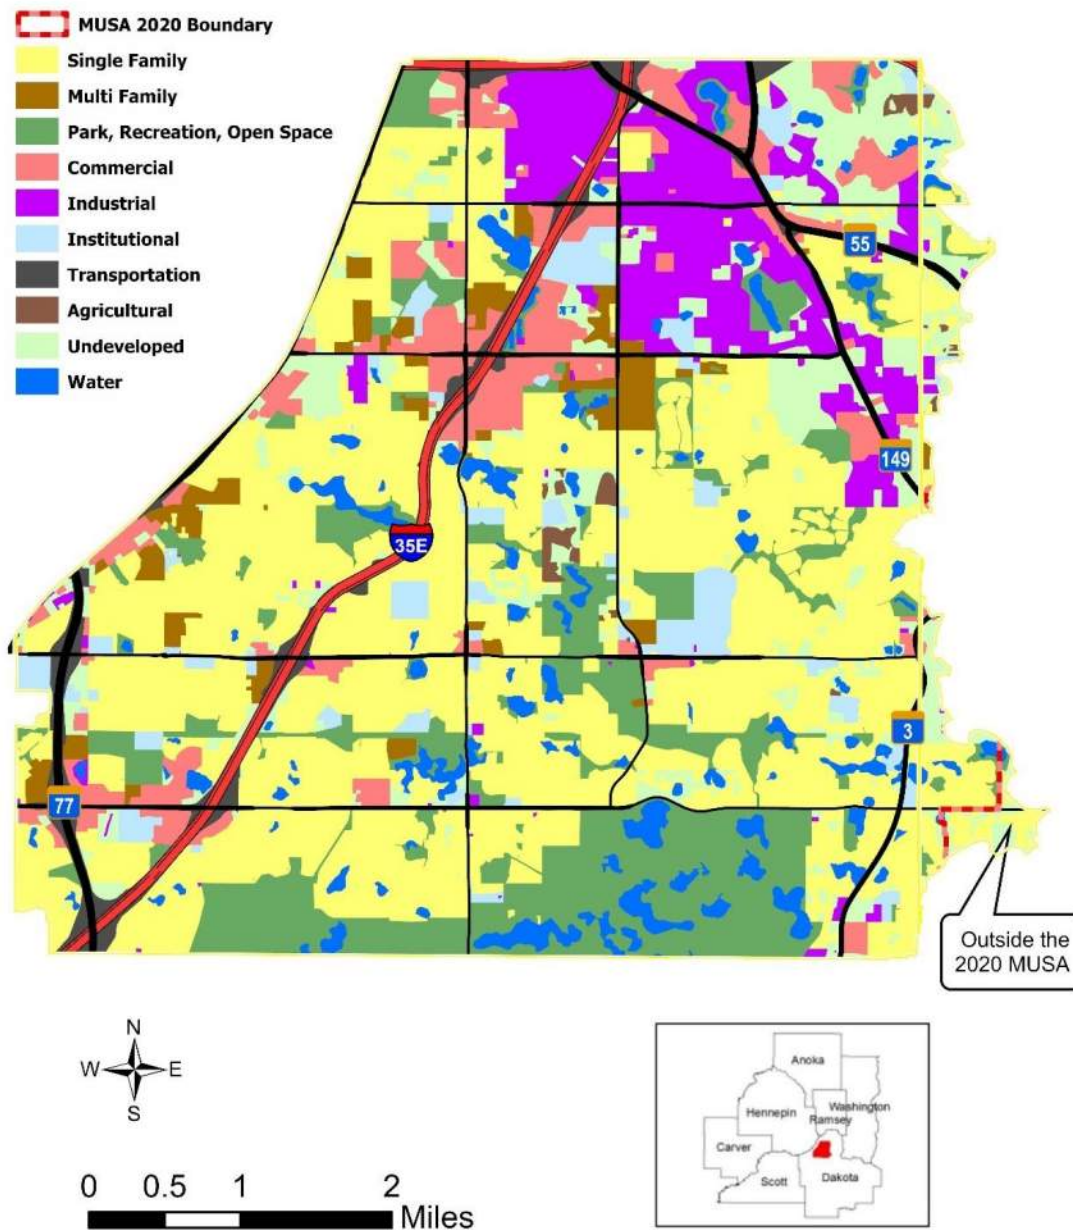 MUSA 2020 Boundary
Single Family
Multi Family
Park, Recreation, Open Space
Commercial
Industrial
Institutional
Transportation
Agricultural
Undeveloped
Water
55
149
35E
3
77
Outside the
2020 MUSA
N
W E
S
0 0.5 1 2
Miles
Anoka
Hennepin
Washington
Ramsey
Carver
Scott
Dakota